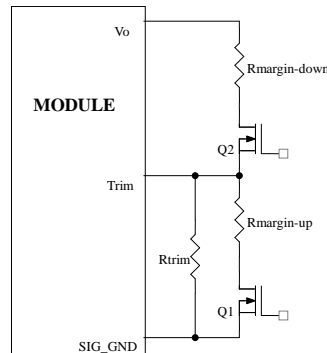 Vo
Rmargin-down
MODULE
Q2
Trim
Rmargin-up
Rtrim
Q1
SIG_GND